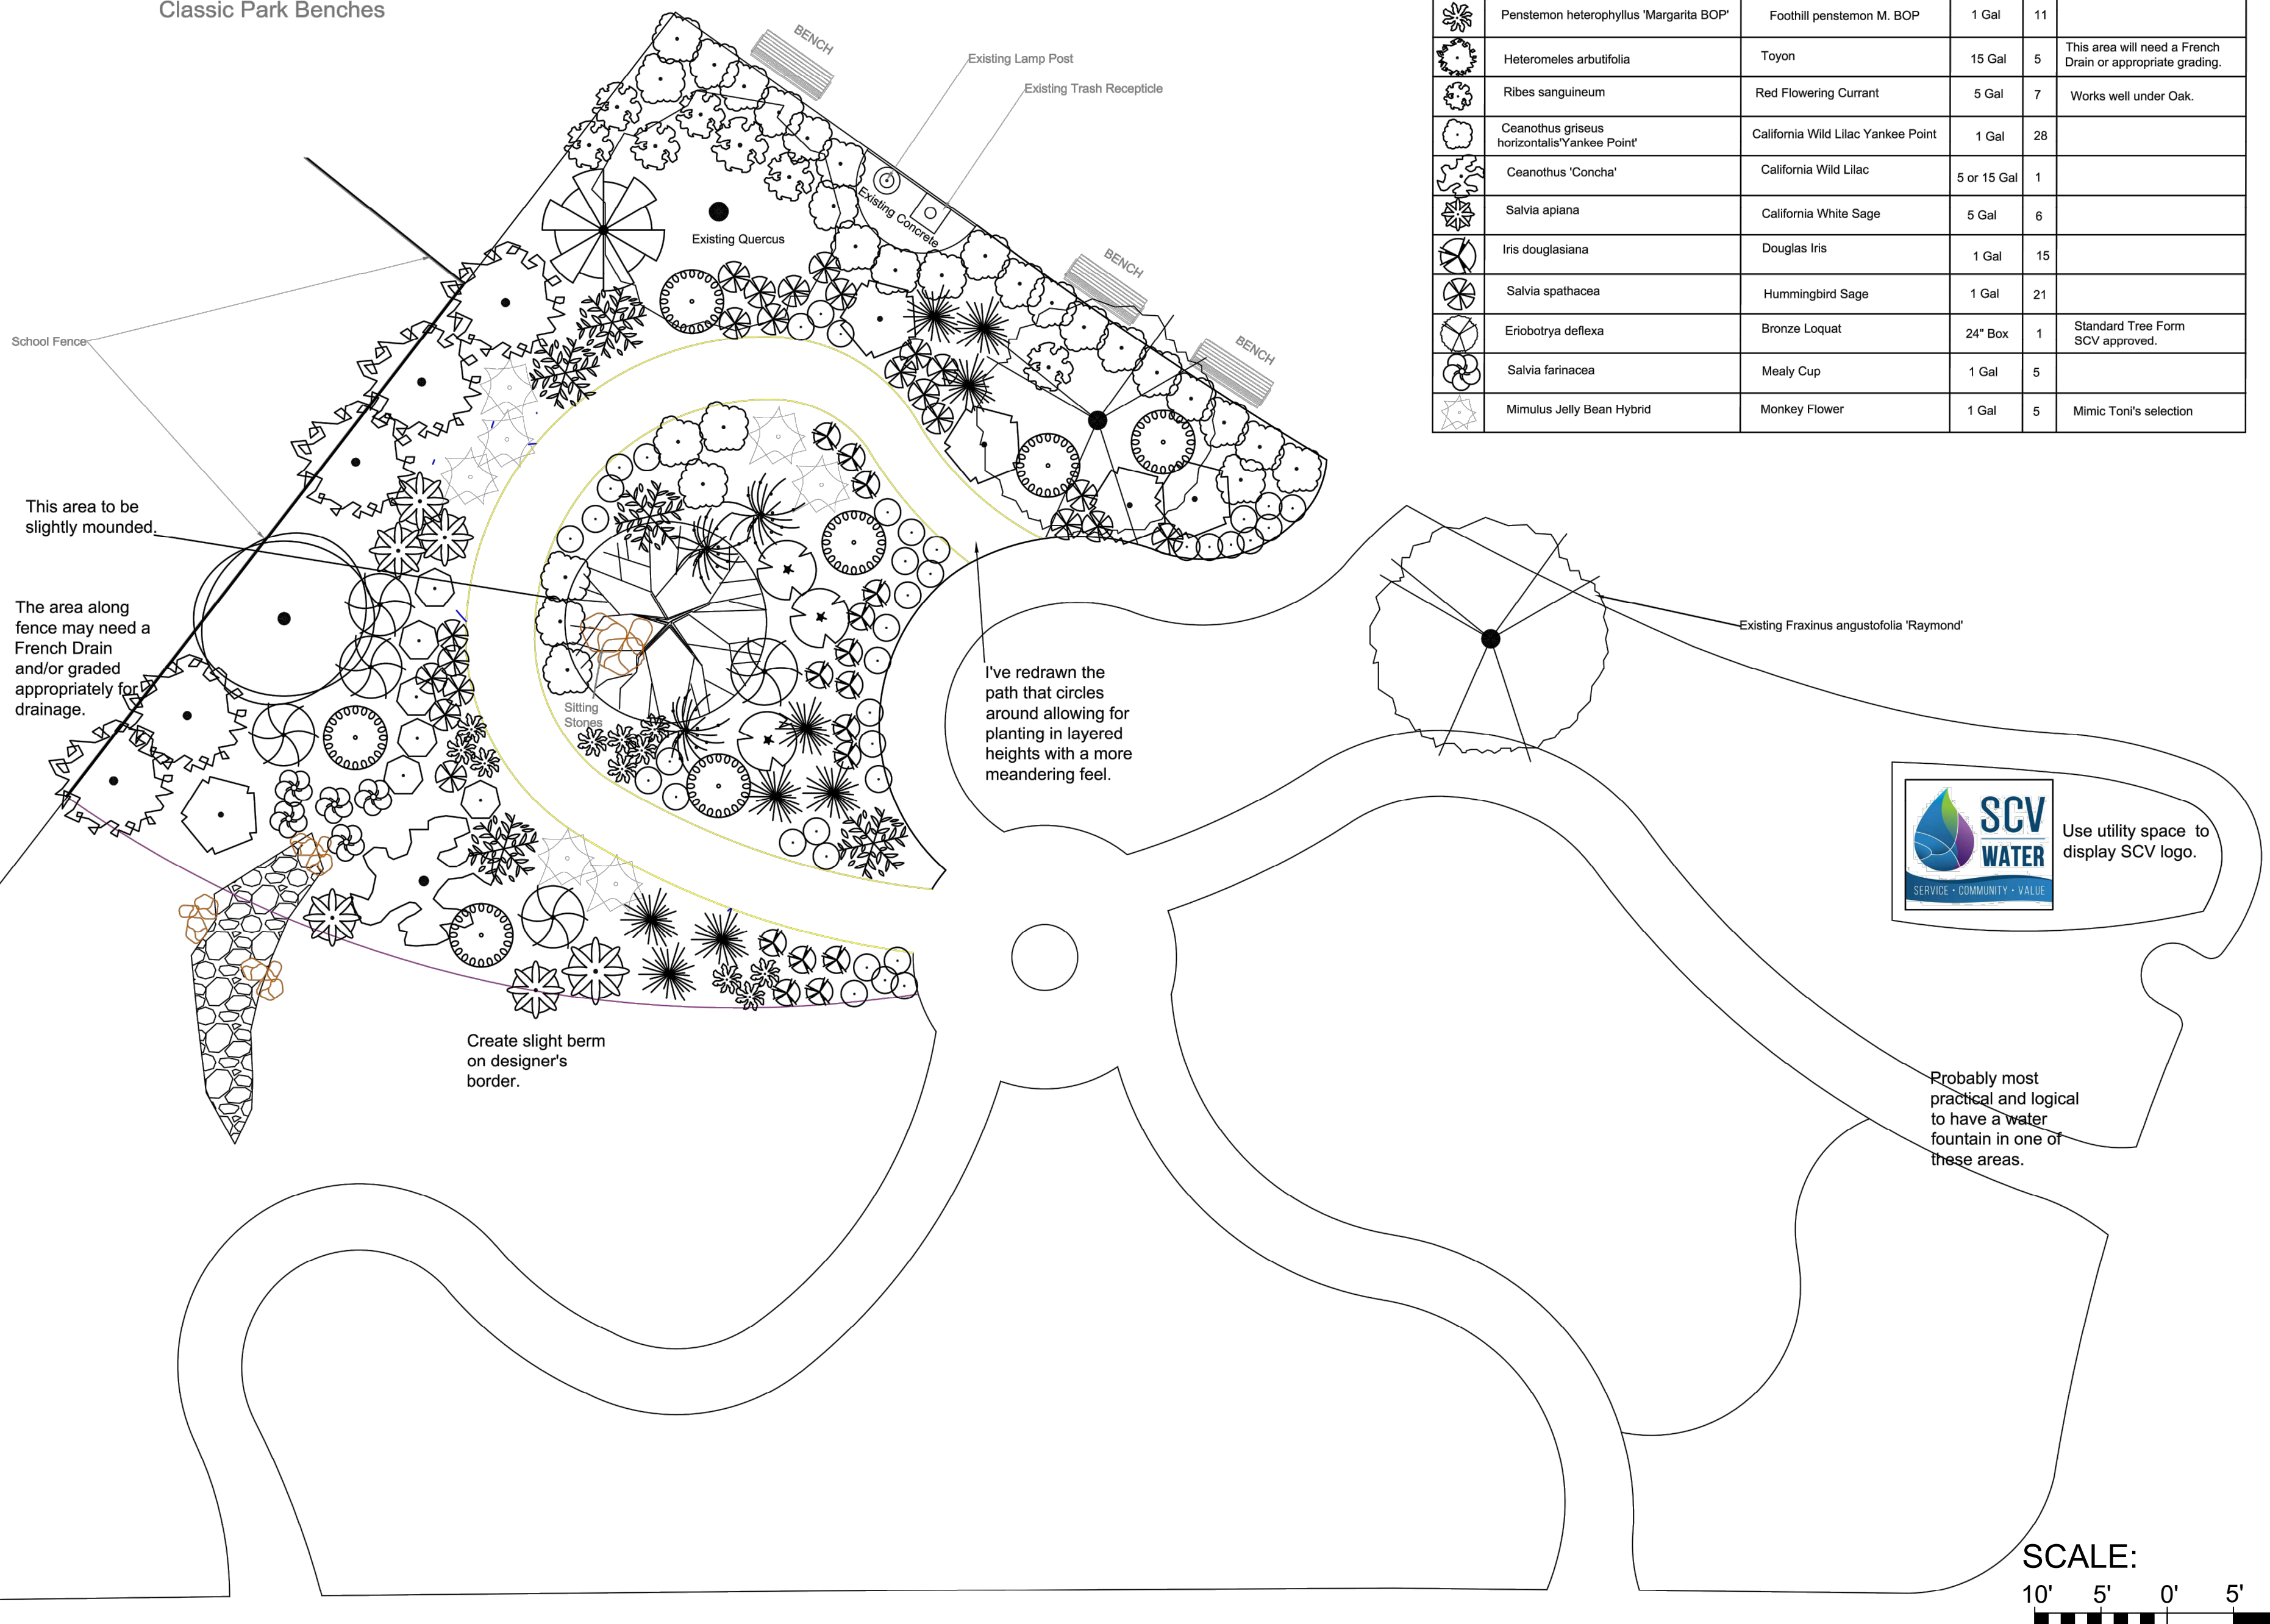 Classic Park Benches
BENCH
Existing Lamp Post
Existing Trash Recepticle
Existing Concrete
Existing Quercus
BENCH
BENCH
School Fence
This area to be
slightly mounded.
The area along
fence may need a
French Drain
and/or graded
appropriately for
drainage.
Sitting
Stones
I've redrawn the
path that circles
around allowing for
planting in layered
heights with a more
meandering feel.
Create slight berm
on designer's
border.
Penstemon heterophyllus 'Margarita BOP' Foothill penstemon M. BOP 1 Gal 11
Heteromeles arbutifolia Toyon 15 Gal 5 This area will need a French
Drain or appropriate grading.
Ribes sanguineum Red Flowering Currant 5 Gal 7 Works well under Oak.
Ceanothus griseus
horizontalis'Yankee Point' California Wild Lilac Yankee Point 1 Gal 28
Ceanothus 'Concha' California Wild Lilac 5 or 15 Gal 1
Salvia apiana California White Sage 5 Gal 6
Iris douglasiana Douglas Iris 1 Gal 15
Salvia spathacea Hummingbird Sage 1 Gal 21
Eriobotrya deflexa Bronze Loquat 24" Box 1 Standard Tree Form
SCV approved.
Salvia farinacea Mealy Cup 1 Gal 5
Mimulus Jelly Bean Hybrid Monkey Flower 1 Gal 5 Mimic Toni's selection
Existing Fraxinus angustofolia 'Raymond'
SCV
WATER
SERVICE • COMMUNITY • VALUE
Use utility space to
display SCV logo.
Probably most
practical and logical
to have a water
fountain in one of
these areas.
SCALE:
10' 5' 0' 5'